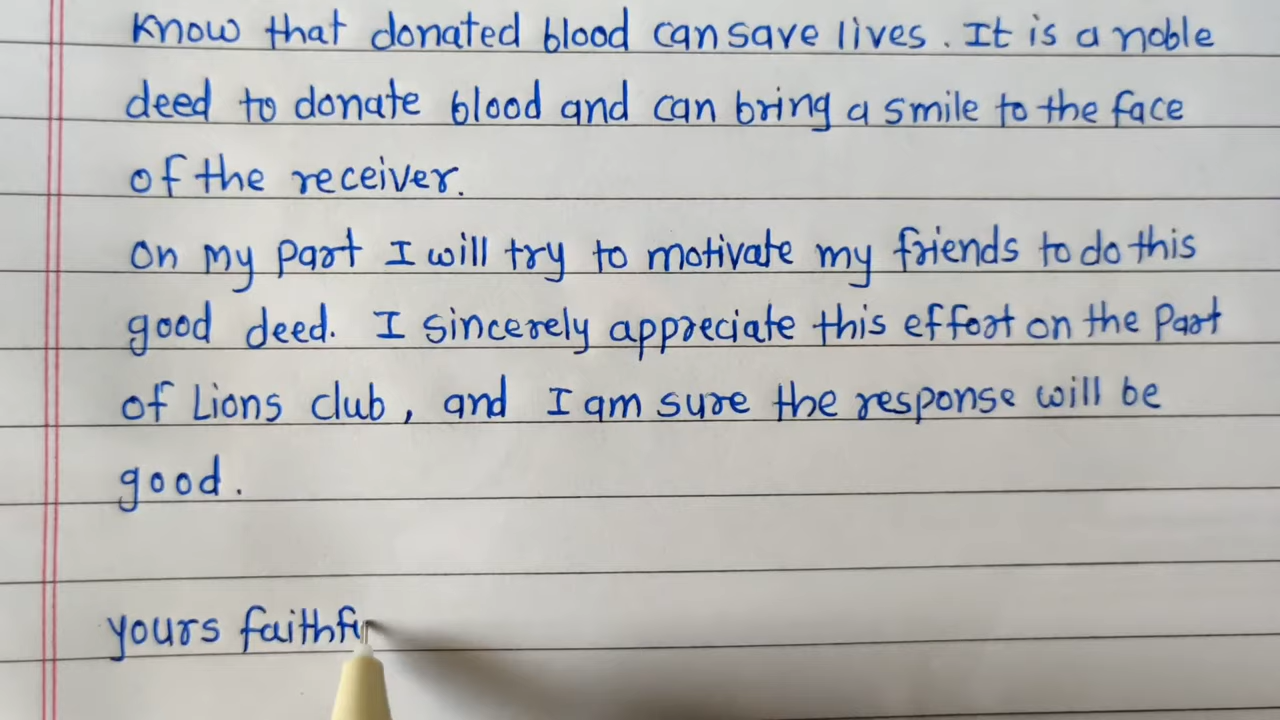 know that donated blood can save lives. It is a noble
deed to donate blood and can bring a smile to the face
of the receiver.
On my part I will try to motivate my friends to do this
good deed. I sincerely appreciate this effort on the Part
of Lions club, and I am sure the response will be
good.
yours faithfu